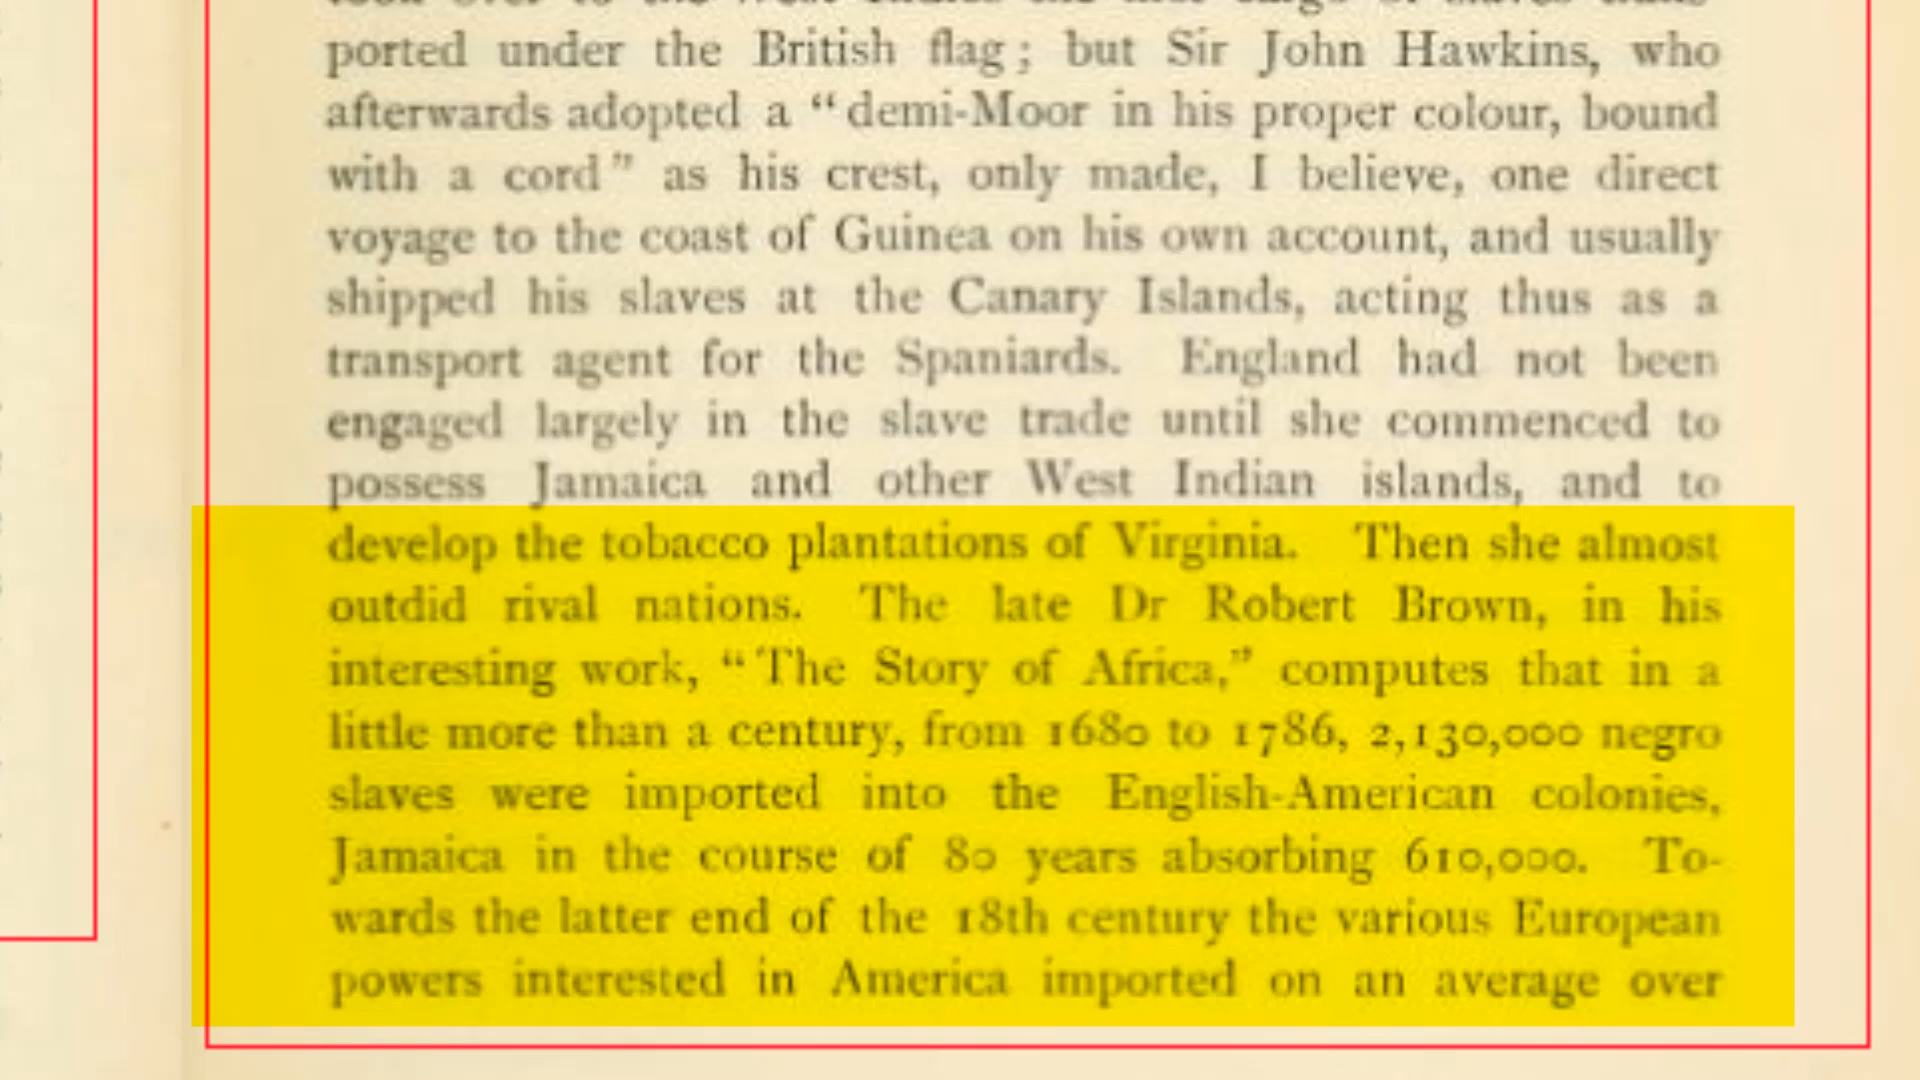 ported under the British flag; but Sir John Hawkins, who
afterwards adopted a “demi-Moor in his proper colour, bound
with a cord” as his crest, only made, I believe, one direct
voyage to the coast of Guinea on his own account, and usually
shipped his slaves at the Canary Islands, acting thus as a
transport agent for the Spaniards. England had not been
engaged largely in the slave trade until she commenced to
possess Jamaica and other West Indian islands, and to
develop the tobacco plantations of Virginia. Then she almost
outdid rival nations. The late Dr Robert Brown, in his
interesting work, “The Story of Africa,” computes that in a
little more than a century, from 1680 to 1786, 2,130,000 negro
slaves were imported into the English-American colonies,
Jamaica in the course of 80 years absorbing 610,000. To-
wards the latter end of the 18th century the various European
powers interested in America imported on an average over